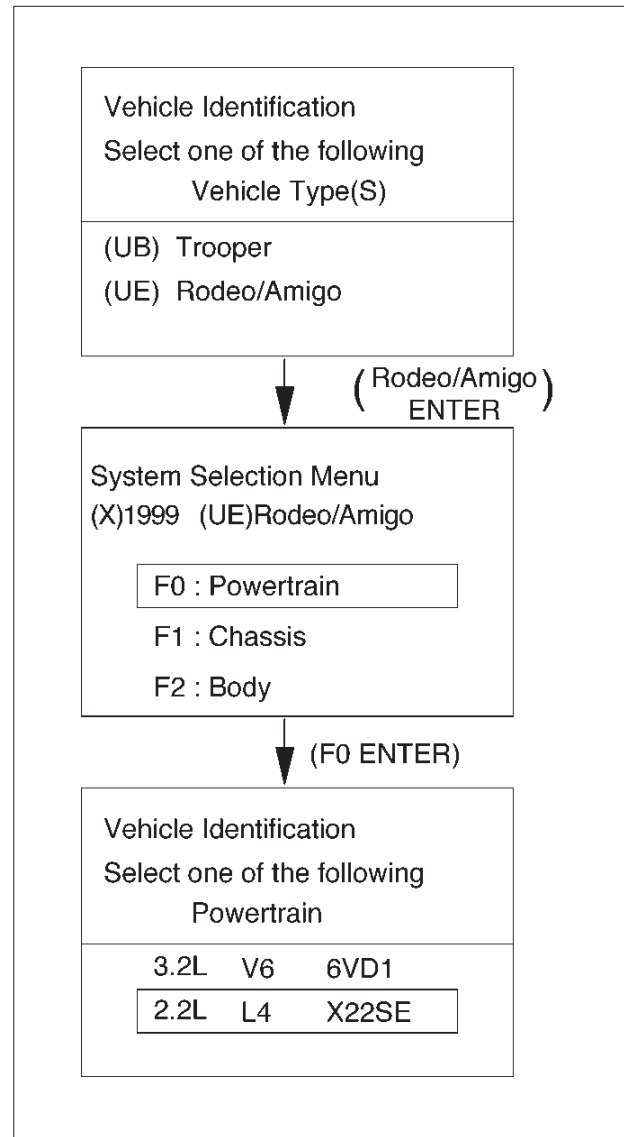 Vehicle Identification
Select one of the following
Vehicle Type(S)
(UB) Trooper
(UE) Rodeo/Amigo
(Rodeo/Amigo
ENTER)
System Selection Menu
(X)1999 (UE)Rodeo/Amigo
F0 : Powertrain
F1 : Chassis
F2 : Body
(F0 ENTER)
Vehicle Identification
Select one of the following
Powertrain
3.2L V6 6VD1
2.2L L4 X22SE